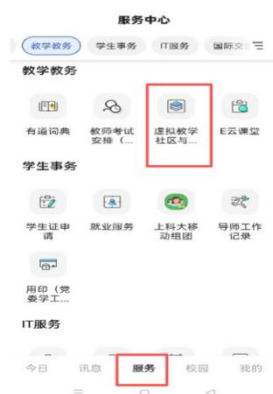 服务中心
教学教务 学生事务 IT服务 国际交
教学教务
有道词典 教师考试安排（... 虚拟教学社区与... E云课堂
学生事务
学生证申请 就业服务 上科大移动组团 导师工作记录
用印（党委学工...
IT服务
今日 讯息 服务 校园 我的